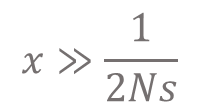 x ≫ 1/2Ns